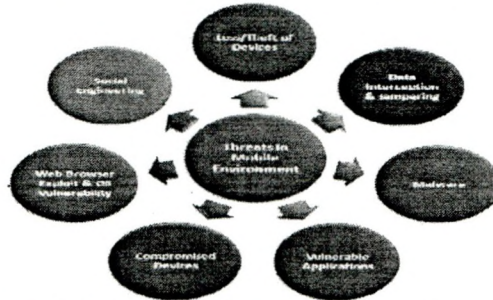 Loss/Theft of
Devices
Social
Engineering
Data
Interception
& Tampering
Threats in
Mobile
Environment
Web Browser
Exploit & OS
Vulnerability
Malware
Compromised
Devices
Vulnerable
Applications